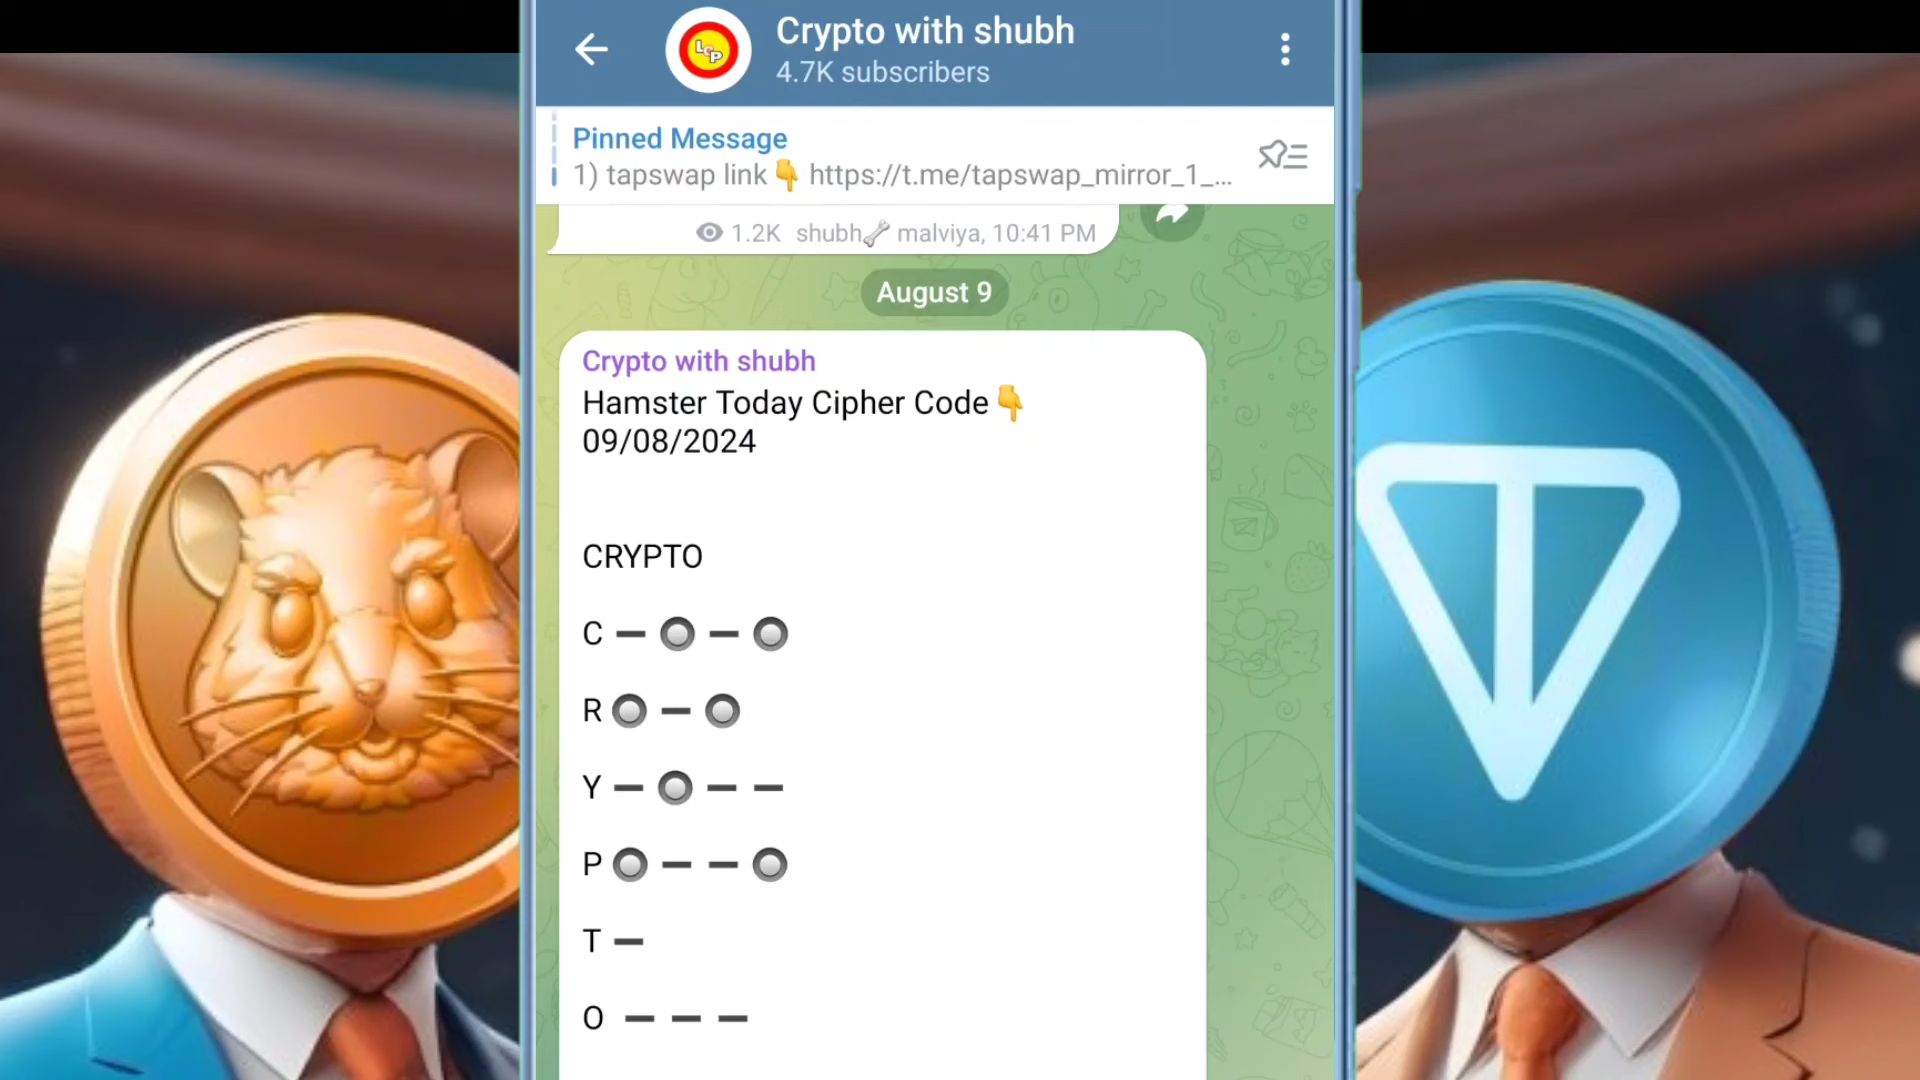 Crypto with shubh
4.7K subscribers
LCP
Pinned Message
1) tapswap link👇 https://t.me/tapswap_mirror_1_...
1.2K shubh🦴 malviya, 10:41 PM
August 9
Crypto with shubh
Hamster Today Cipher Code👇
09/08/2024
CRYPTO
C ➖🔘➖🔘
R🔘➖🔘
Y➖🔘➖➖
P🔘➖➖🔘
T➖
O ➖➖➖